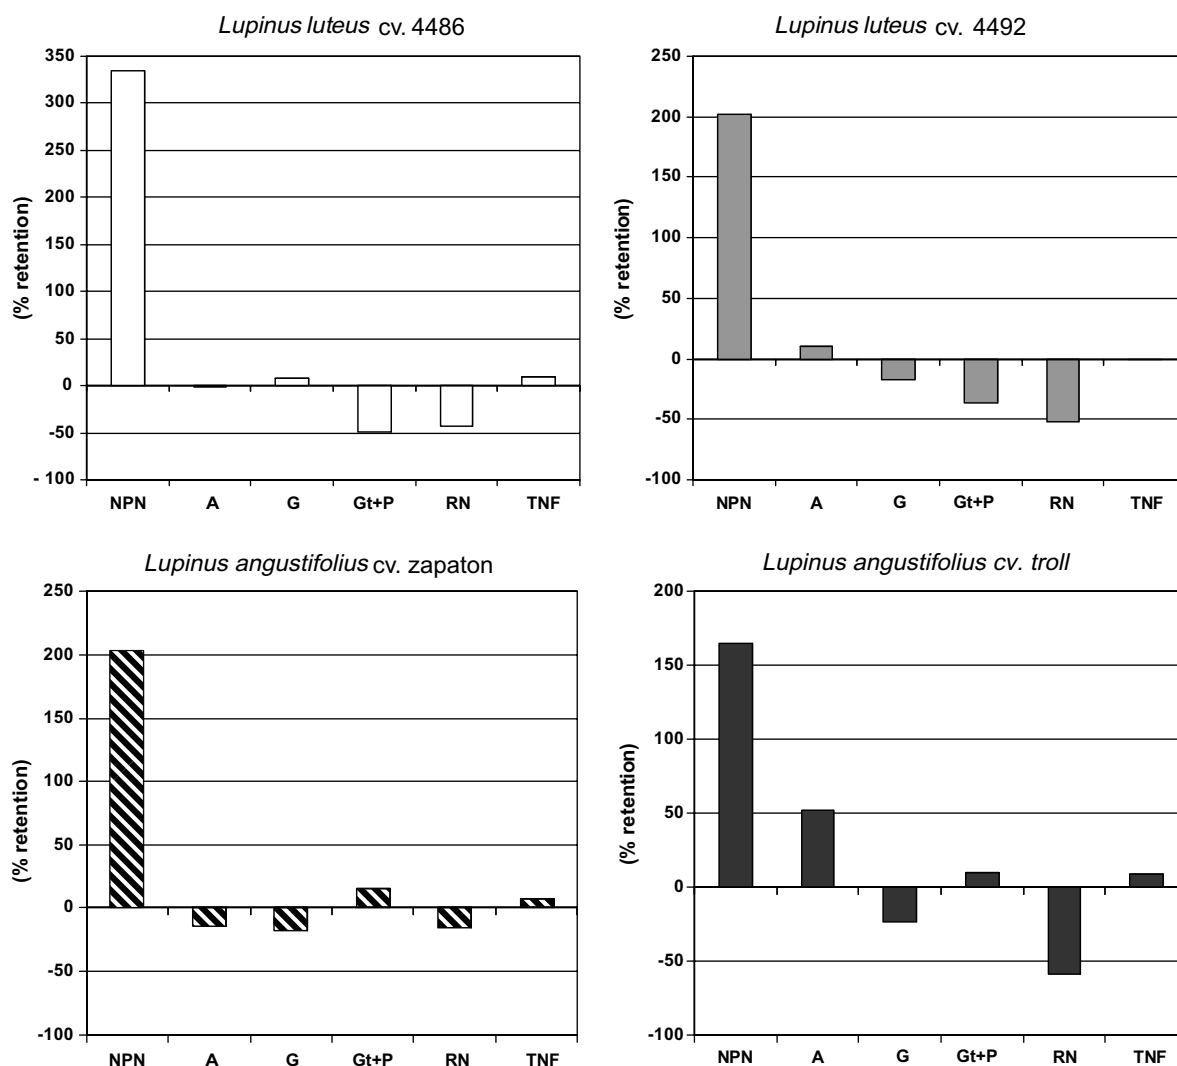 Lupinus luteus cv. 4486
350
300
250
200
150
100
50
0
-50
- 100
(% retention)
NPN A G Gt+P RN TNF
Lupinus luteus cv. 4492
250
200
150
100
50
0
-50
-100
(% retention)
NPN A G Gt+P RN TNF
Lupinus angustifolius cv. zapaton
250
200
150
100
50
0
-50
-100
(% retention)
NPN A G Gt+P RN TNF
Lupinus angustifolius cv. troll
200
150
100
50
0
-50
-100
(% retention)
NPN A G Gt+P RN TNF